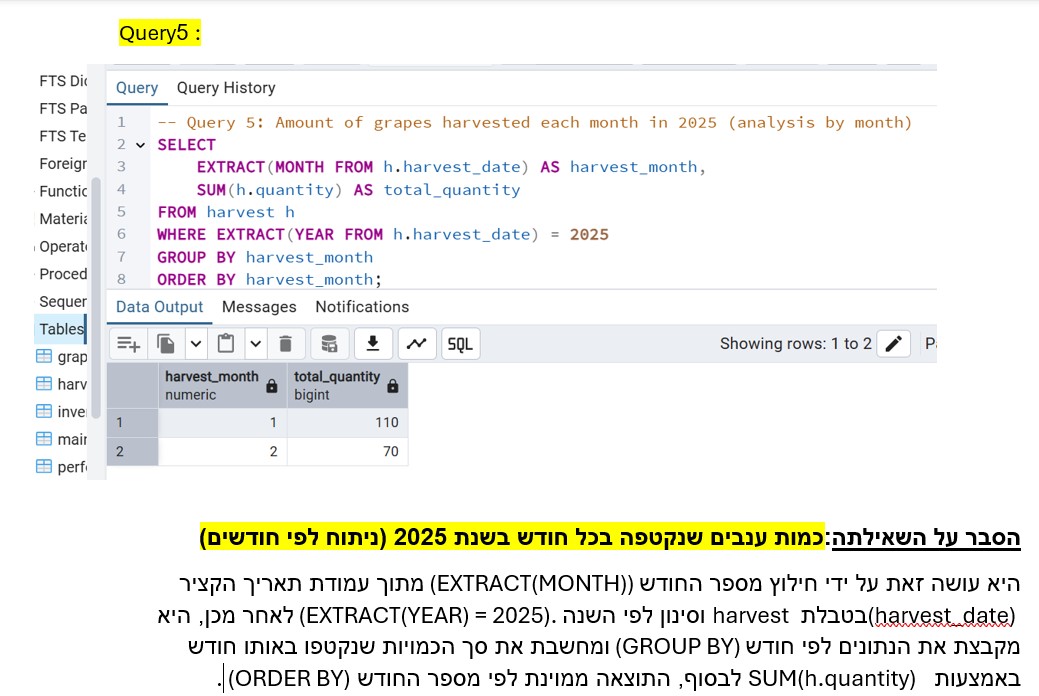 Query5 :
FTS Dic
FTS Pa
FTS Te
Foreigr
Functic
Materia
Operate
Proced
Sequer
Tables
grap
harv
inve
mair
perfo
Query Query History
1 -- Query 5: Amount of grapes harvested each month in 2025 (analysis by month)
2 SELECT
3 EXTRACT(MONTH FROM h.harvest_date) AS harvest_month,
4 SUM(h.quantity) AS total_quantity
5 FROM harvest h
6 WHERE EXTRACT(YEAR FROM h.harvest_date) = 2025
7 GROUP BY harvest_month
8 ORDER BY harvest_month;
Data Output Messages Notifications
SQL Showing rows: 1 to 2
harvest_month total_quantity
numeric bigint
1 1 110
2 2 70
הסבר על השאילתה:כמות ענבים שנקטפה בכל חודש בשנת 2025 (ניתוח לפי חודשים)
היא עושה זאת על ידי חילוץ מספר החודש (EXTRACT(MONTH)) מתוך עמודת תאריך הקציר
(harvest_date)בטבלת harvest וסינון לפי השנה .(EXTRACT(YEAR) = 2025) לאחר מכן, היא
מקבצת את הנתונים לפי חודש (GROUP BY) ומחשבת את סך הכמויות שנקטפו באותו חודש
באמצעות SUM(h.quantity) לבסוף, התוצאה ממוינת לפי מספר החודש (ORDER BY).